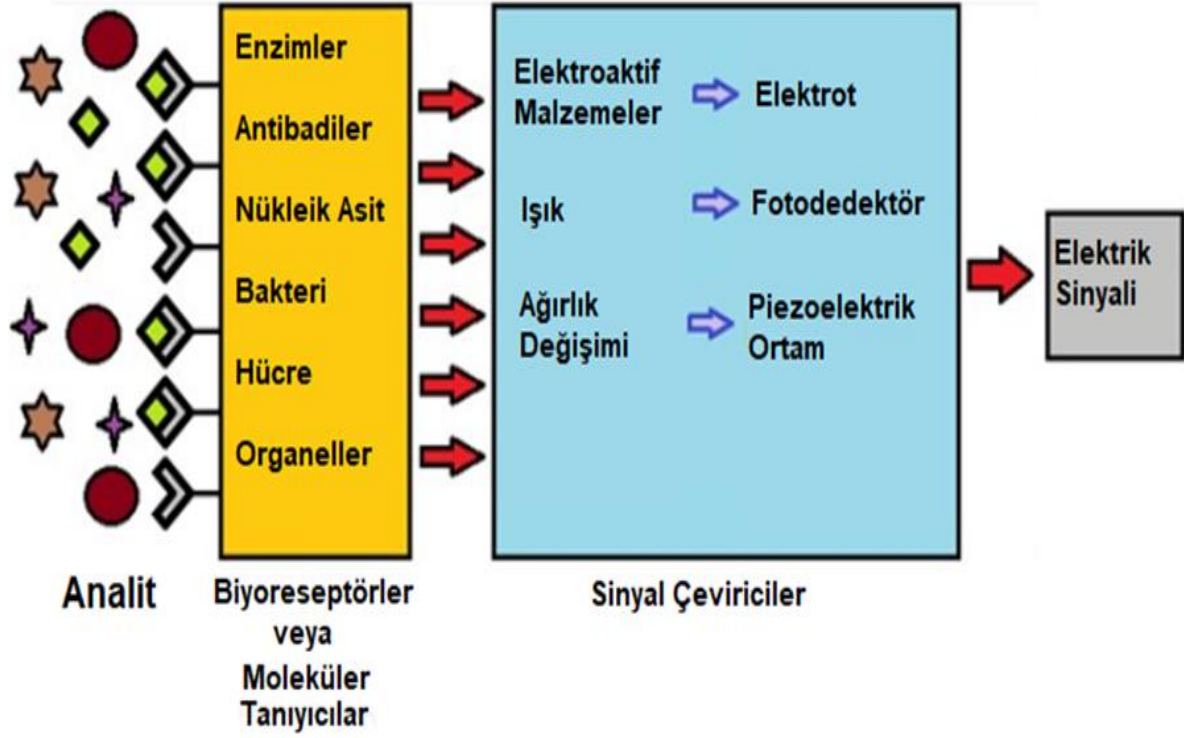 Enzimler
Antibadiler
Nükleik Asit
Bakteri
Hücre
Organeller
Elektroaktif
Malzemeler
Elektrot
Işık
Fotodedektör
Ağırlık
Değişimi
Piezoelektrik
Ortam
Elektrik
Sinyali
Analit
Biyoreseptörler
veya
Moleküler
Tanıyıcılar
Sinyal Çeviriciler